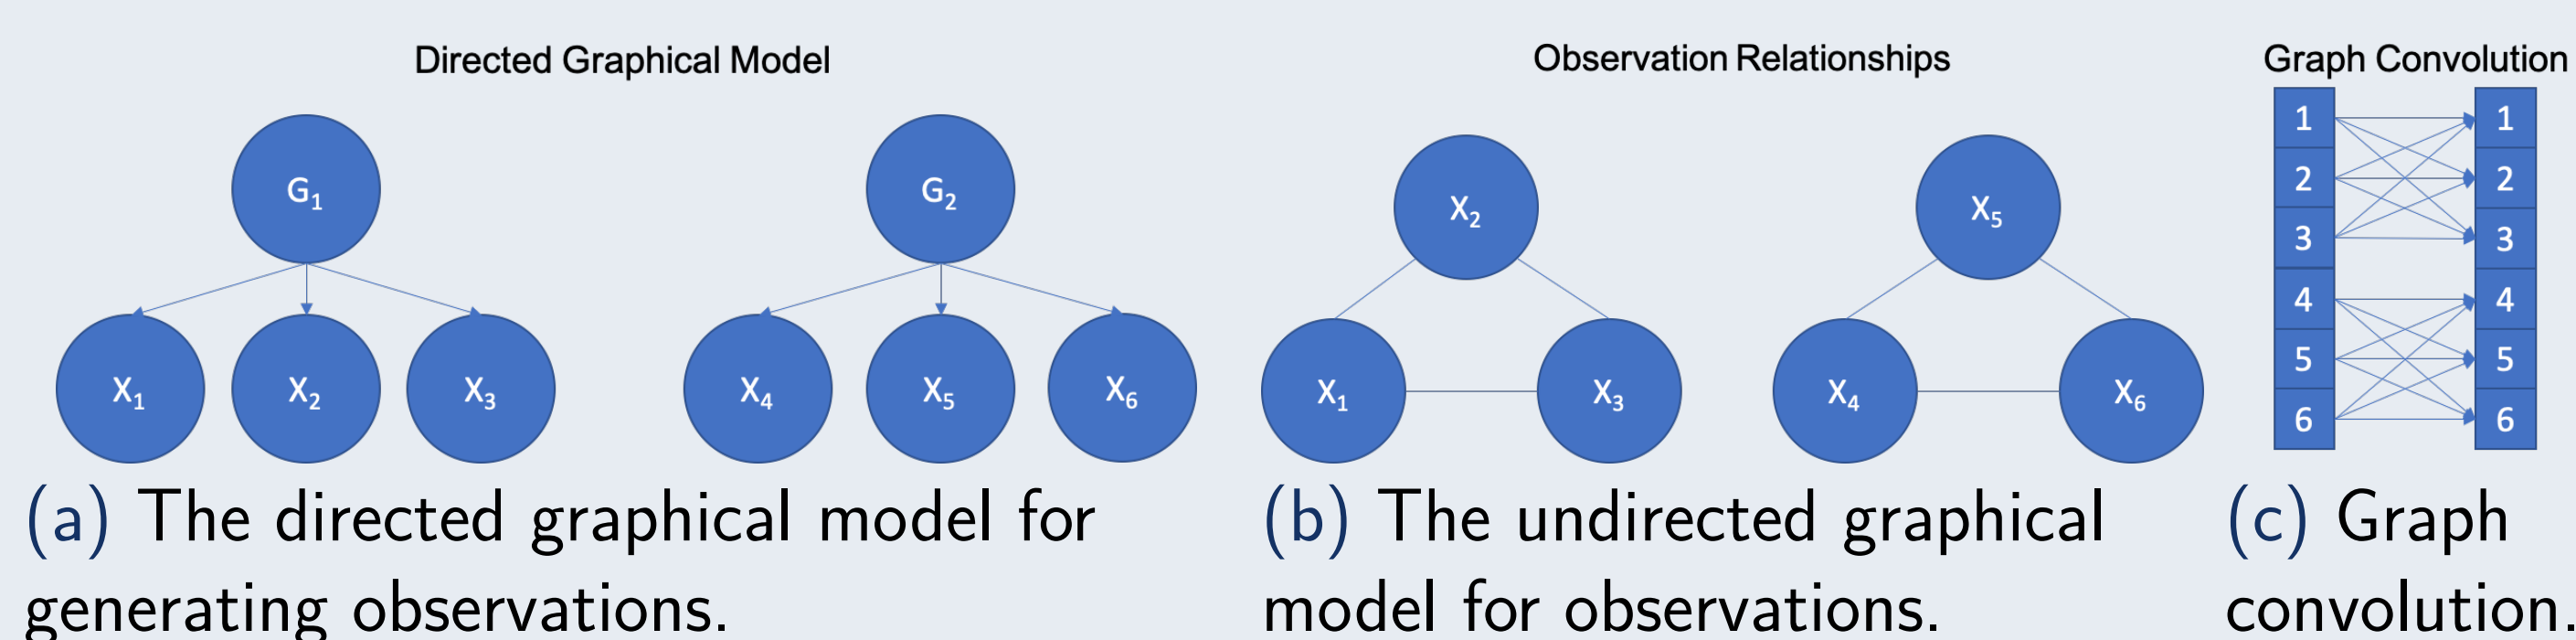 Directed Graphical Model
G₁
G₂
X₁ X₂ X₃
X₄ X₅ X₆
(a) The directed graphical model for
generating observations.
Observation Relationships
X₂
X₅
X₁ X₃
X₄ X₆
(b) The undirected graphical
model for observations.
Graph Convolution
1 1
2 2
3 3
4 4
5 5
6 6
(c) Graph
convolution.